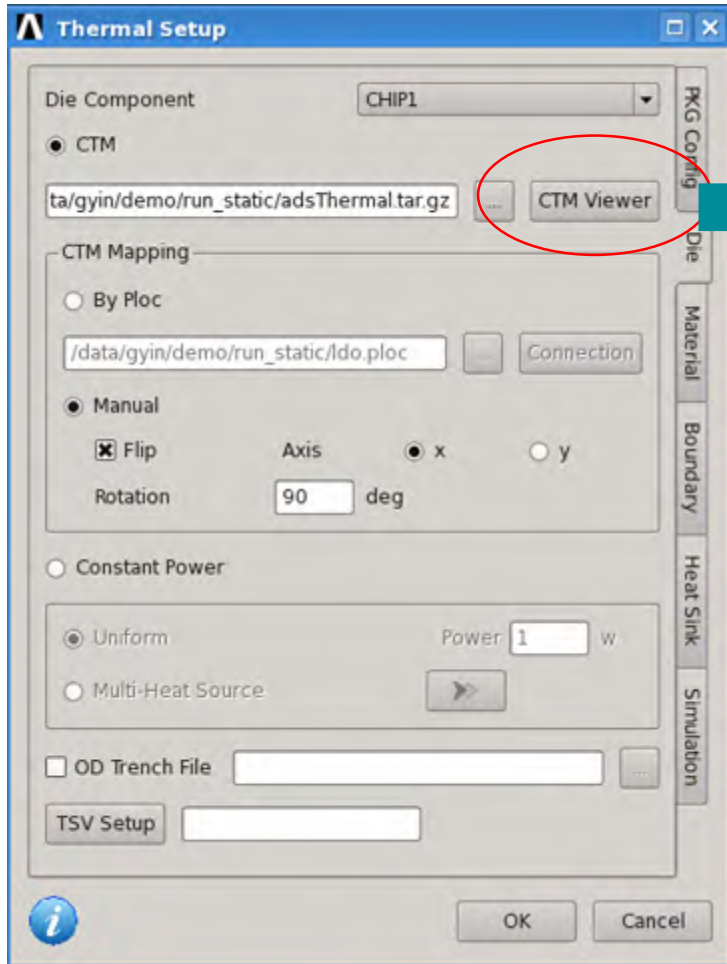 Thermal Setup
Die Component CHIP1
CTM
ta/gyin/demo/run_static/adsThermal.tar.gz ... CTM Viewer
CTM Mapping
By Ploc
/data/gyin/demo/run_static/ldo.ploc ... Connection
Manual
Flip Axis x y
Rotation 90 deg
Constant Power
Uniform Power 1 w
Multi-Heat Source
OD Trench File ...
TSV Setup
PKG Config
Die
Material
Boundary
Heat Sink
Simulation
OK Cancel